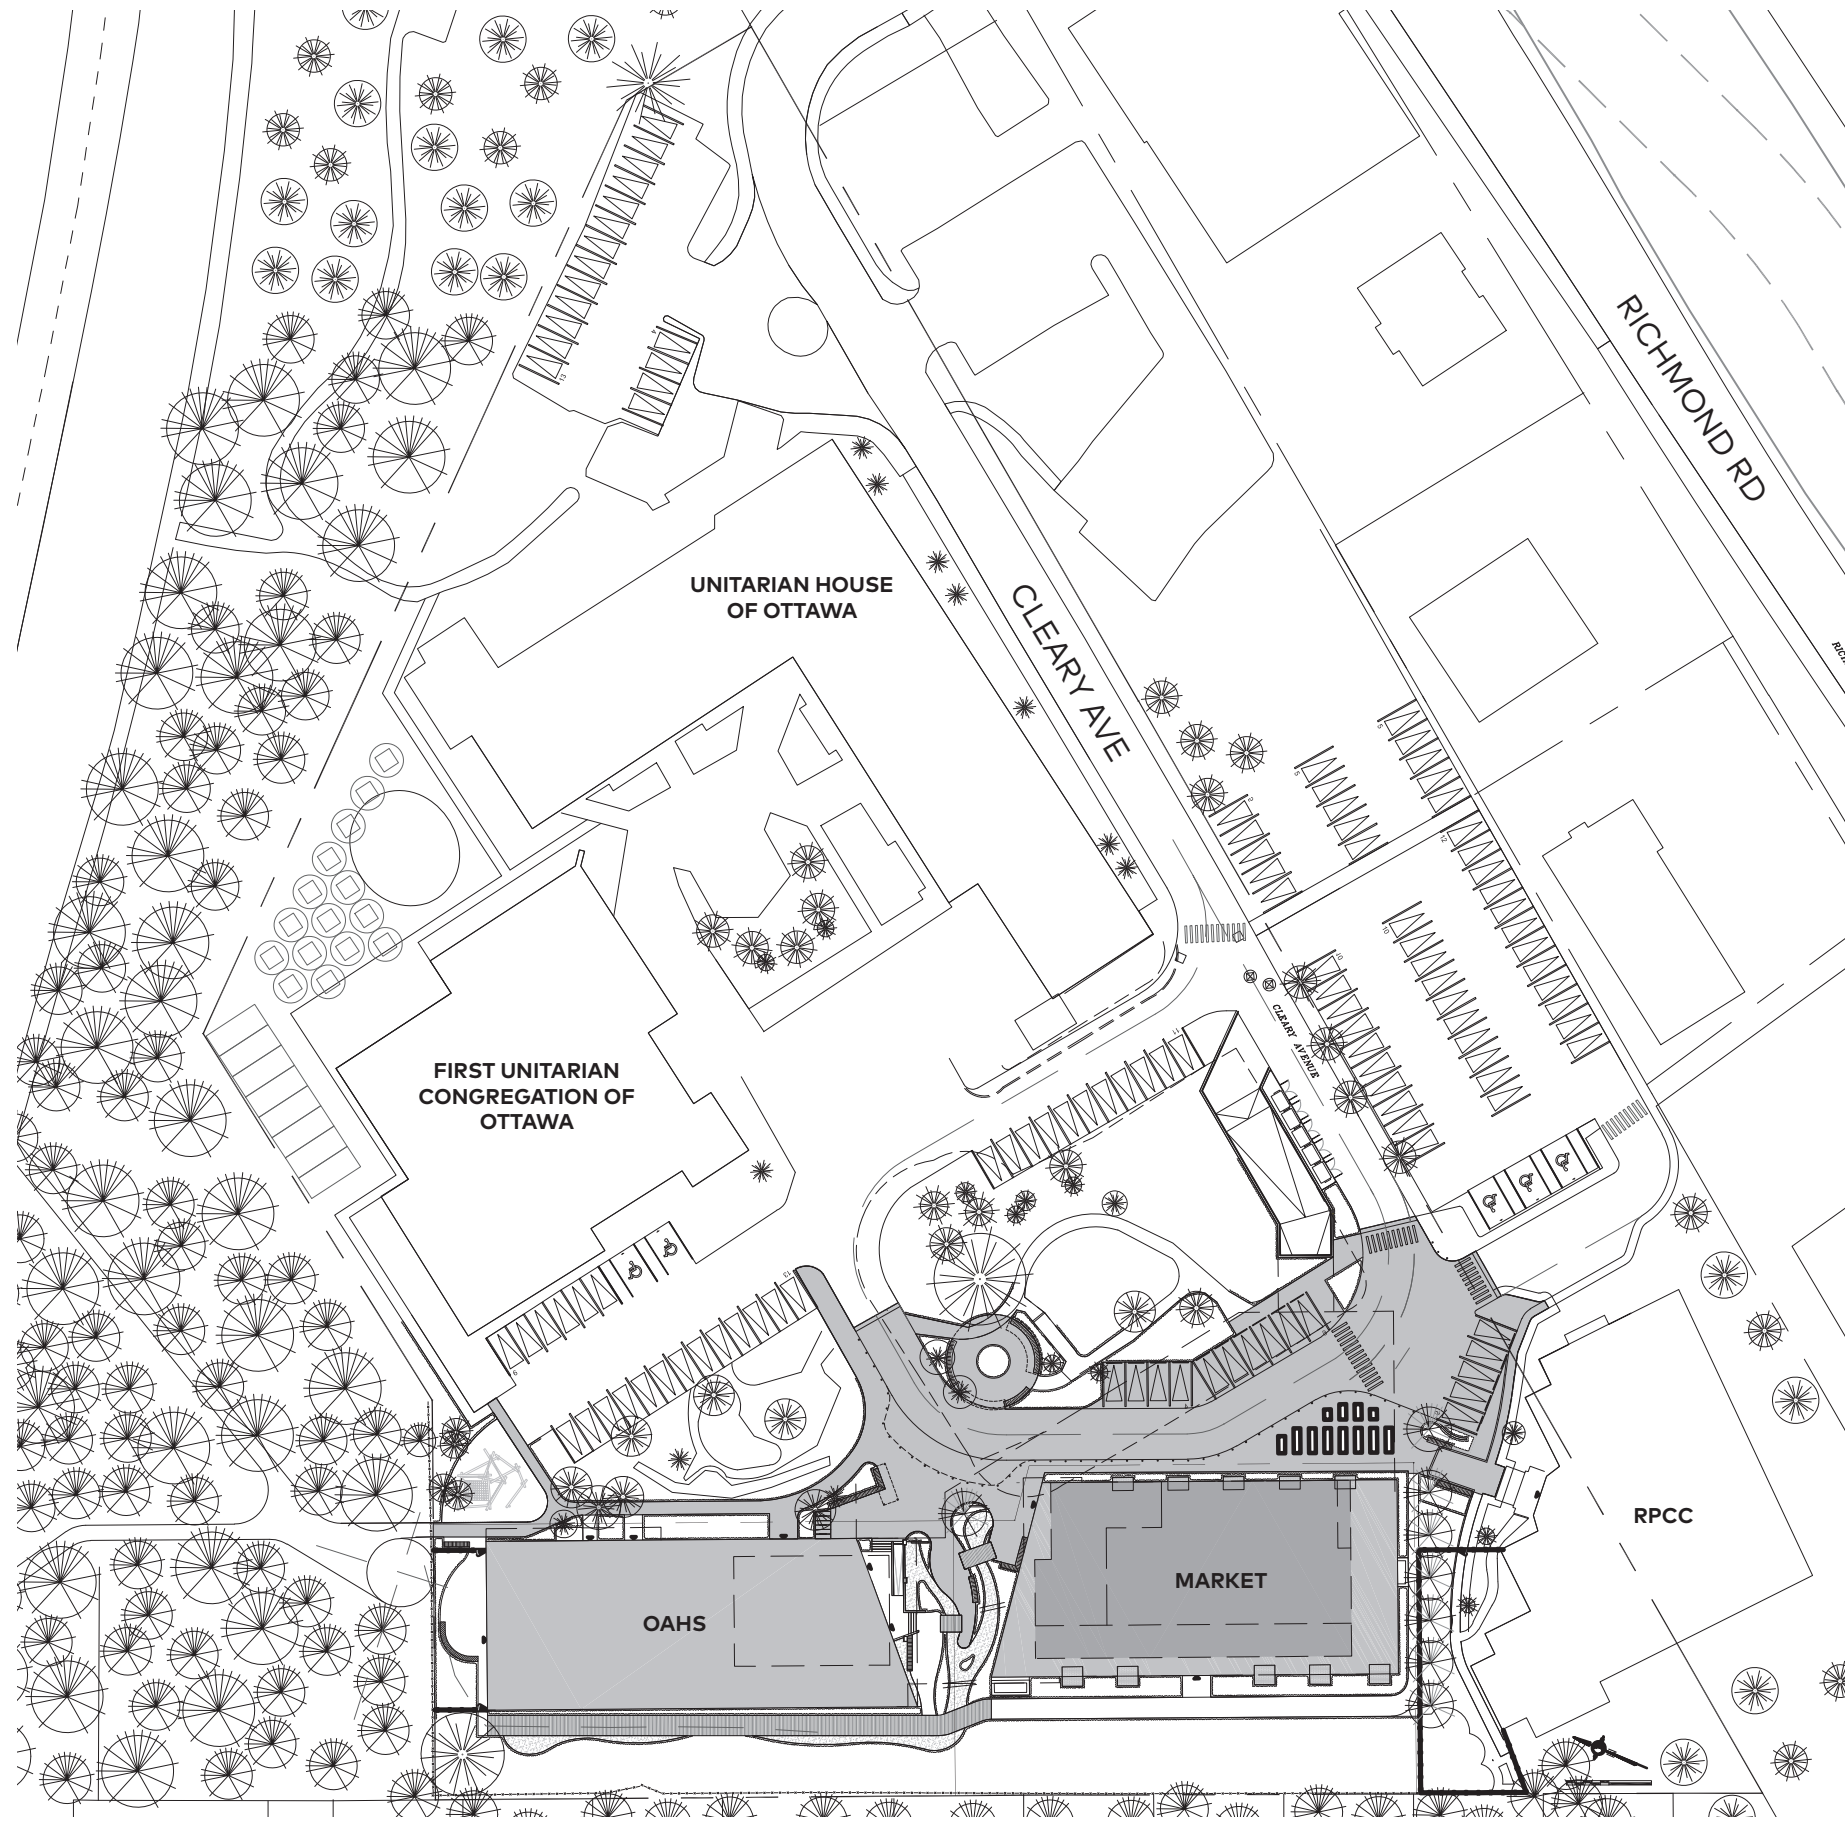 RICHMOND RD
UNITARIAN HOUSE
OF OTTAWA
CLEARY AVE
CLEARY AVENUE
FIRST UNITARIAN
CONGREGATION OF
OTTAWA
RPCC
MARKET
OAHS